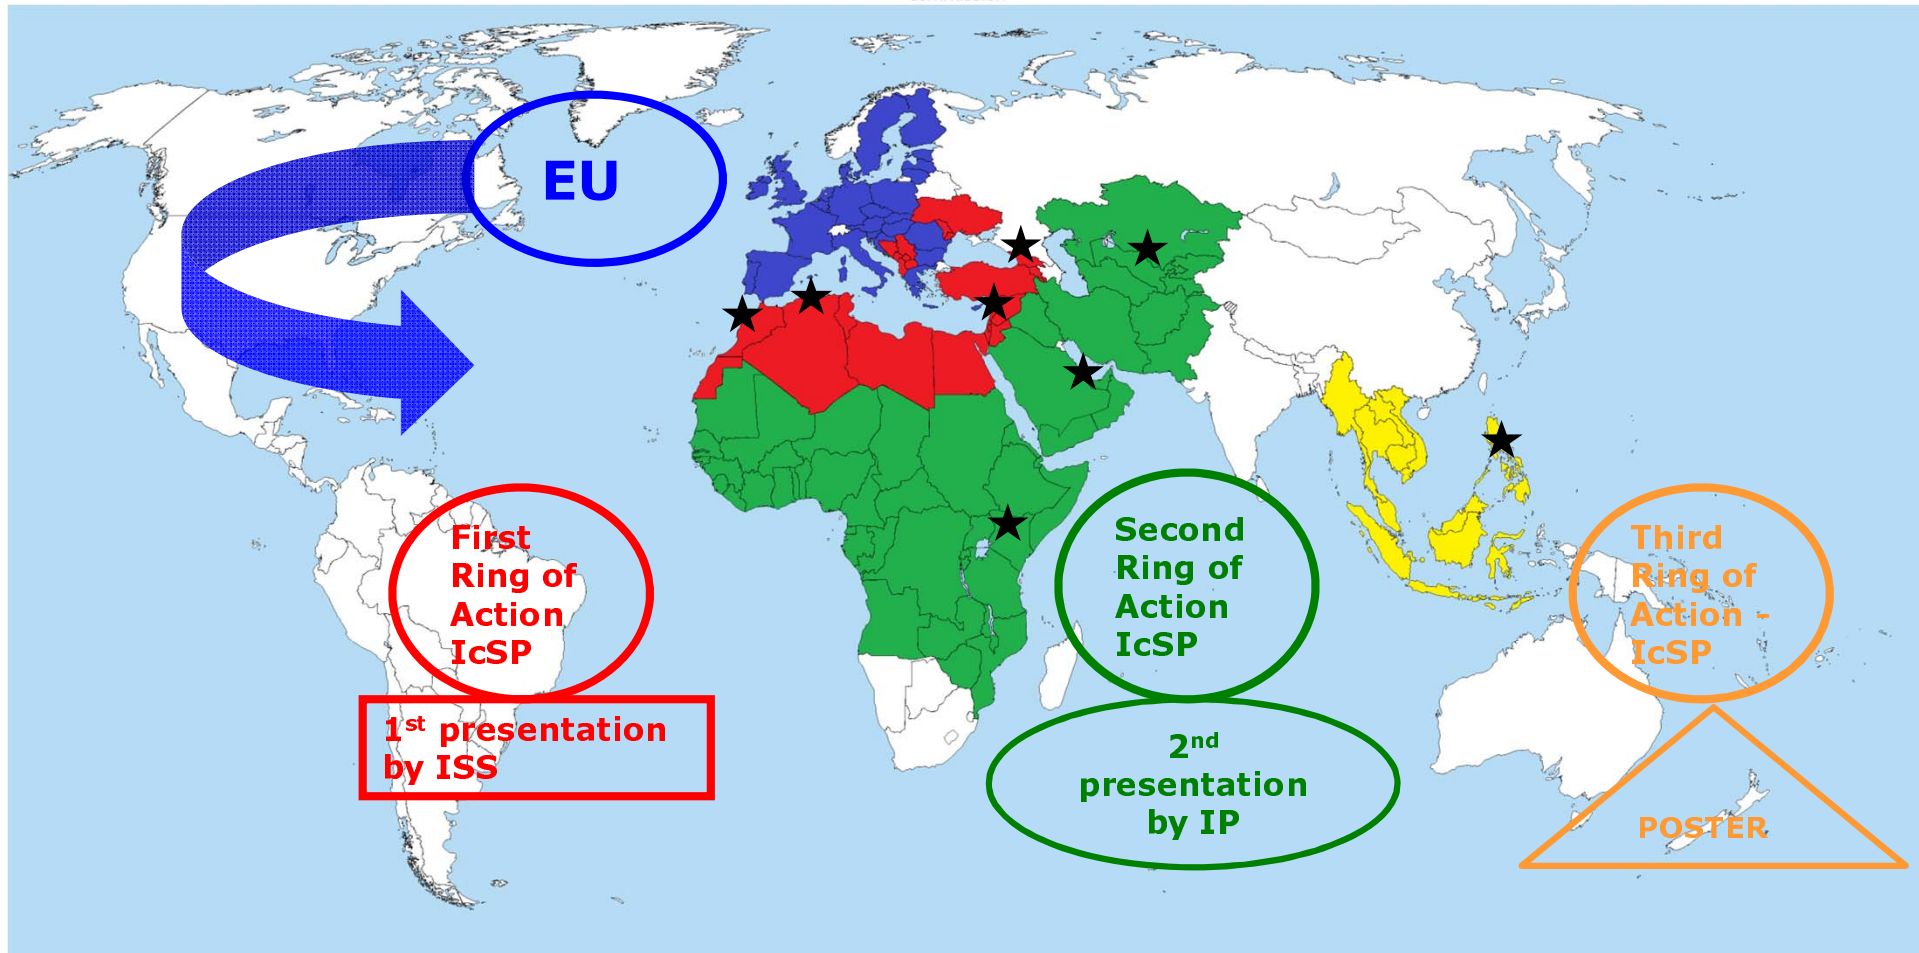 EU
First
Ring of
Action
IcSP
1st presentation
by ISS
Second
Ring of
Action
IcSP
2nd
presentation
by IP
Third
Ring of
Action -
IcSP
POSTER